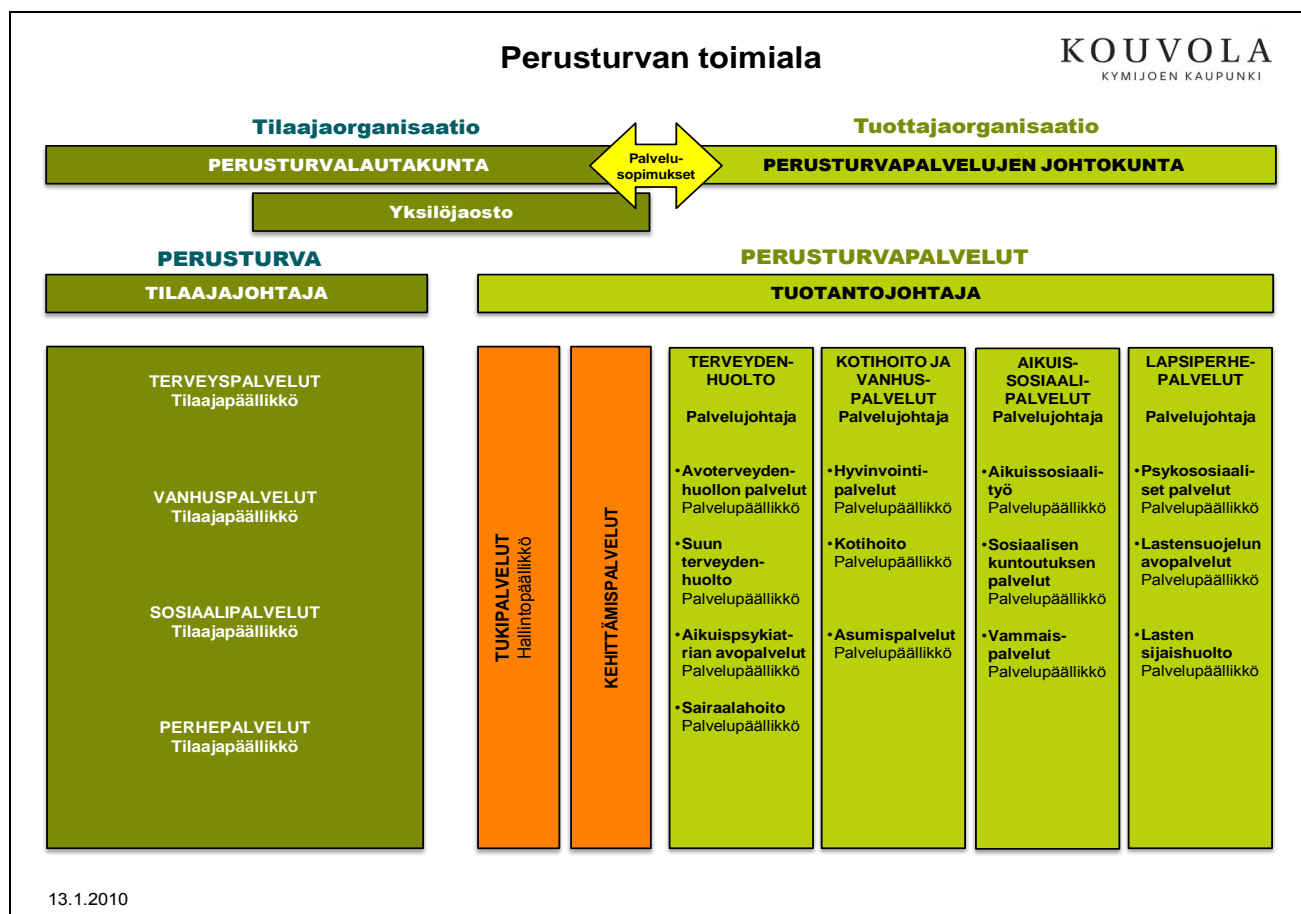 Perusturvan toimiala
KOUVOLA
KYMIJOEN KAUPUNKI
Tilaajaorganisaatio
Tuottajaorganisaatio
PERUSTURVALAUTAKUNTA
Palvelu-
sopimukset
PERUSTURVAPALVELUJEN JOHTOKUNTA
Yksilöjaosto
PERUSTURVA
PERUSTURVAPALVELUT
TILAAJAJOHTAJA
TUOTANTOJOHTAJA
TERVEYSPALVELUT
Tilaajapäällikkö
VANHUSPALVELUT
Tilaajapäällikkö
SOSIAALIPALVELUT
Tilaajapäällikkö
PERHEPALVELUT
Tilaajapäällikkö
TUKIPALVELUT
Hallintopäällikkö
KEHITTÄMISPALVELUT
TERVEYDEN-
HUOLTO
Palvelujohtaja
•Avoterveyden-
huollon palvelut
Palvelupäällikkö
•Suun
terveyden-
huolto
Palvelupäällikkö
•Aikuispsykiat-
rian avopalvelut
Palvelupäällikkö
•Sairaalahoito
Palvelupäällikkö
KOTIHOITO JA
VANHUS-
PALVELUT
Palvelujohtaja
•Hyvinvointi-
palvelut
Palvelupäällikkö
•Kotihoito
Palvelupäällikkö
•Asumispalvelut
Palvelupäällikkö
AIKUIS-
SOSIAALI-
PALVELUT
Palvelujohtaja
•Aikuissosiaali-
työ
Palvelupäällikkö
•Sosiaalisen
kuntoutuksen
palvelut
Palvelupäällikkö
•Vammais-
palvelut
Palvelupäällikkö
LAPSIPERHE-
PALVELUT
Palvelujohtaja
•Psykososiaali-
set palvelut
Palvelupäällikkö
•Lastensuojelun
avopalvelut
Palvelupäällikkö
•Lasten
sijaishuolto
Palvelupäällikkö
13.1.2010